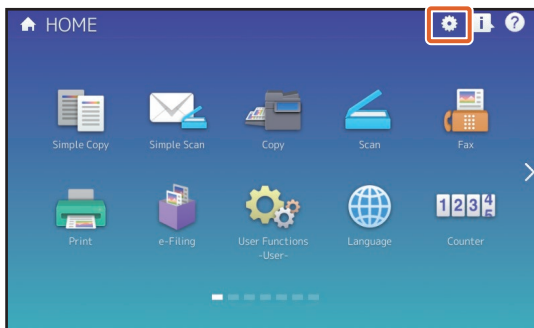 HOME
Simple Copy
Simple Scan
Copy
Scan
Fax
Print
e-Filing
User Functions
-User-
Language
Counter